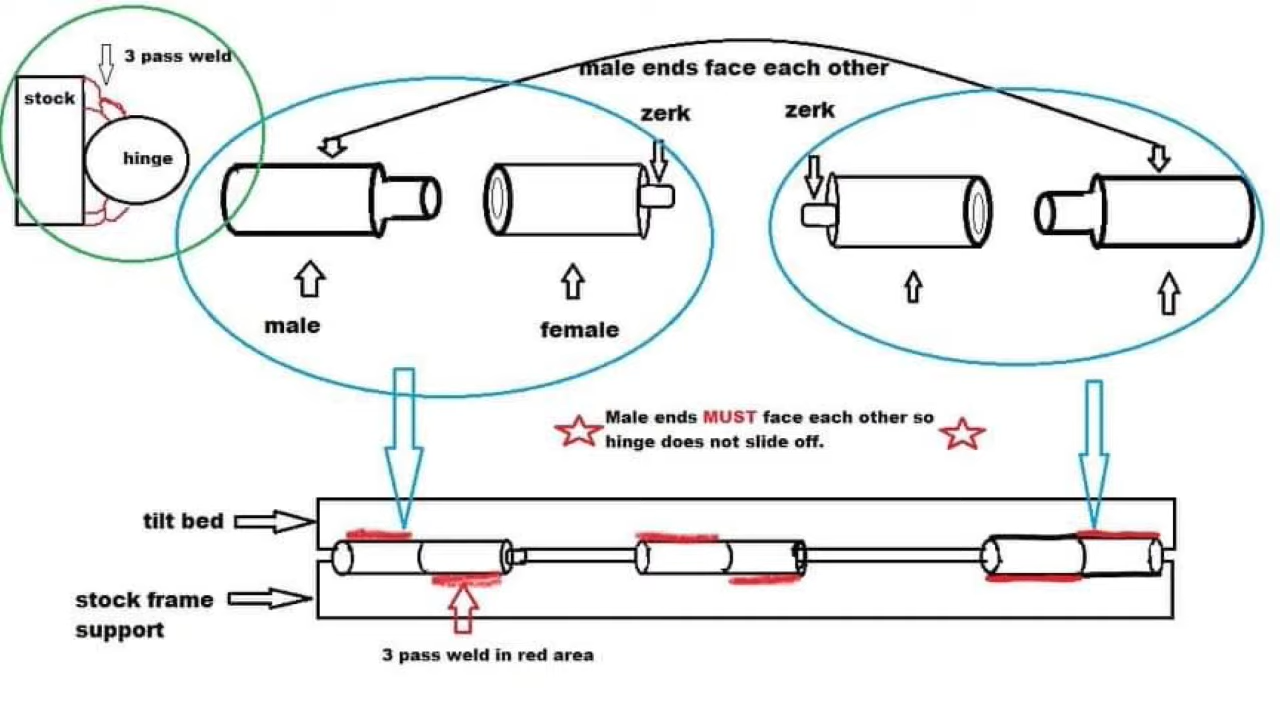 3 pass weld
stock
hinge
male ends face each other
zerk
zerk
male
female
Male ends MUST face each other so
hinge does not slide off.
tilt bed
stock frame
support
3 pass weld in red area